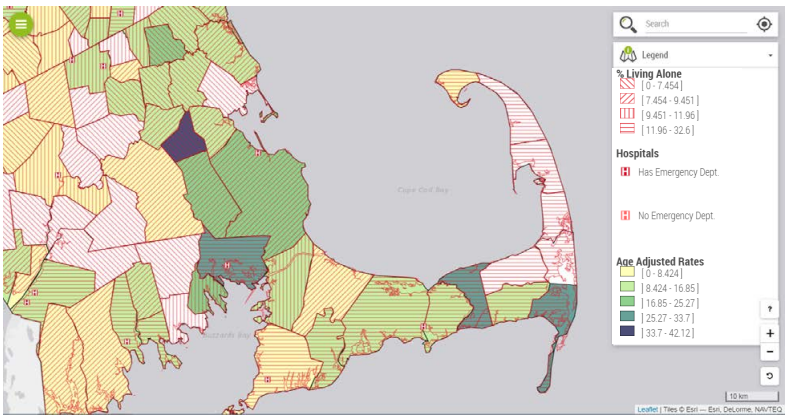 Search
Legend
% Living Alone
[ 0 - 7.454 ]
[ 7.454 - 9.451 ]
[ 9.451 - 11.96 ]
[ 11.96 - 32.6 ]
Hospitals
H Has Emergency Dept.
H No Emergency Dept.
Age Adjusted Rates
[ 0 - 8.424 ]
[ 8.424 - 16.85 ]
[ 16.85 - 25.27 ]
[ 25.27 - 33.7 ]
[ 33.7 - 42.12 ]
Cape Cod Bay
Buzzards Bay
10 km
Leaflet | Tiles © Esri — Esri, DeLorme, NAVTEQ